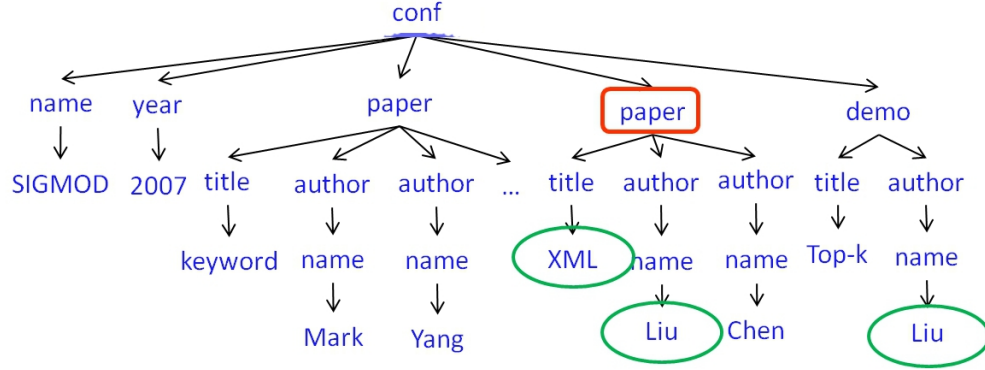 conf
name year paper paper demo
SIGMOD 2007 title author author ... title author author title author
keyword name name XML name name Top-k name
Mark Yang Liu Chen Liu